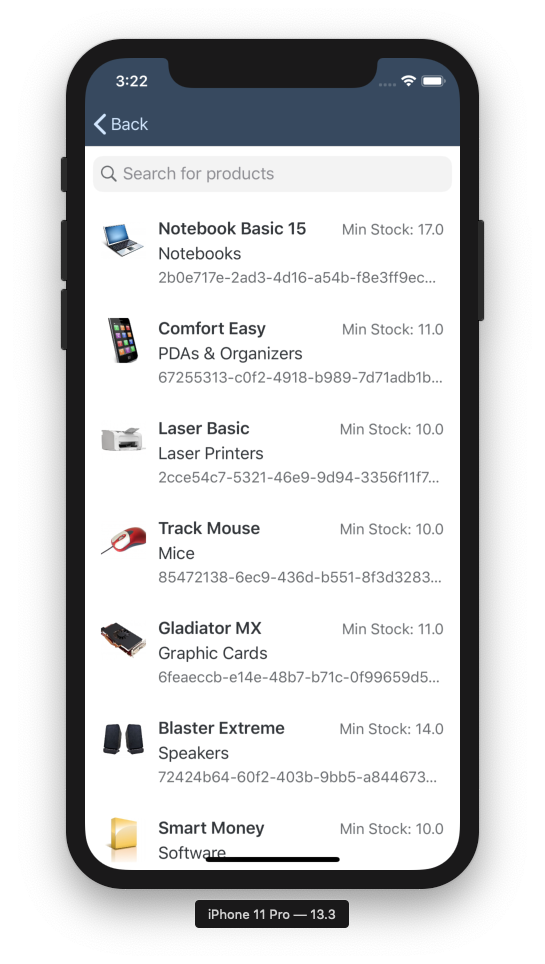 3:22
Back
Search for products
Notebook Basic 15 Min Stock: 17.0
Notebooks
2b0e717e-2ad3-4d16-a54b-f8e3ff9ec...
Comfort Easy Min Stock: 11.0
PDAs & Organizers
67255313-c0f2-4918-b989-7d71adb1b...
Laser Basic Min Stock: 10.0
Laser Printers
2cce54c7-5321-46e9-9d94-3356f11f7...
Track Mouse Min Stock: 10.0
Mice
85472138-6ec9-436d-b551-8f3d3283...
Gladiator MX Min Stock: 11.0
Graphic Cards
6feaeccb-e14e-48b7-b71c-0f99659d5...
Blaster Extreme Min Stock: 14.0
Speakers
72424b64-60f2-403b-9bb5-a844673...
Smart Money Min Stock: 10.0
Software
iPhone 11 Pro — 13.3